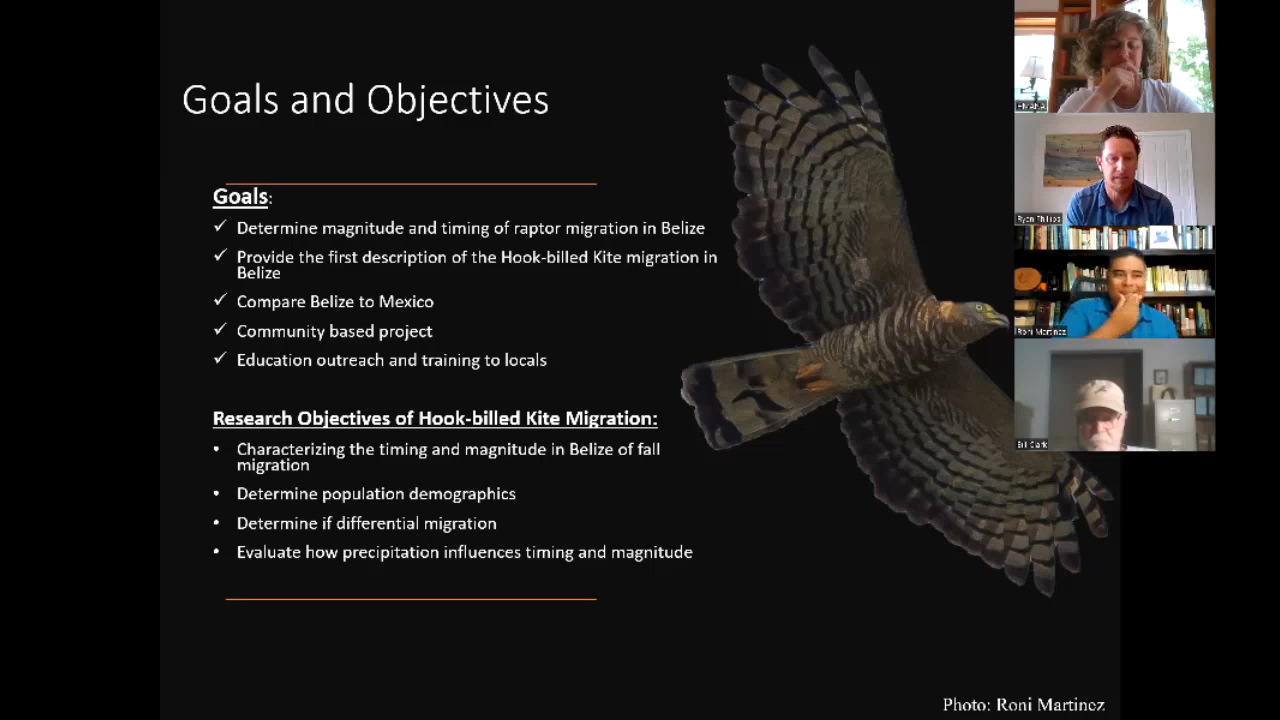 Goals and Objectives
Goals:
✓ Determine magnitude and timing of raptor migration in Belize
✓ Provide the first description of the Hook-billed Kite migration in
Belize
✓ Compare Belize to Mexico
✓ Community based project
✓ Education outreach and training to locals
Research Objectives of Hook-billed Kite Migration:
• Characterizing the timing and magnitude in Belize of fall
migration
• Determine population demographics
• Determine if differential migration
• Evaluate how precipitation influences timing and magnitude
HMANA
Ryan Phillips
Roni Martinez
Bill Clark
Photo: Roni Martinez